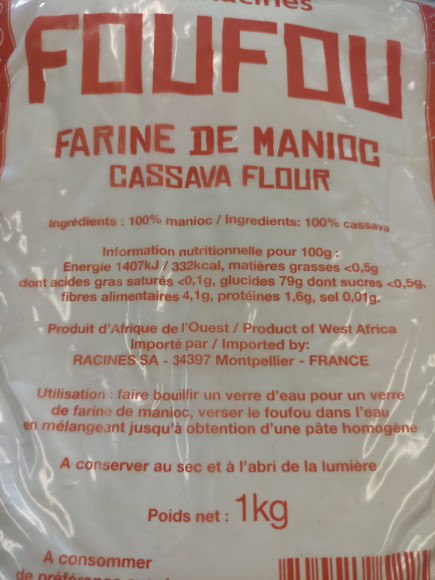 FOUFOU
FARINE DE MANIOC
CASSAVA FLOUR
Ingrédients : 100% manioc / Ingredients: 100% cassava
Information nutritionnelle pour 100g :
Energie 1407kJ / 332kcal, matières grasses <0,5g
dont acides gras saturés <0,1g, glucides 79g dont sucres <0,5g,
fibres alimentaires 4,1g, protéines 1,6g, sel 0,01g.
Produit d'Afrique de l'Ouest / Product of West Africa
Importé par / Imported by:
RACINES SA - 34397 Montpellier - FRANCE
Utilisation : faire bouillir un verre d'eau pour un verre
de farine de manioc, verser le foufou dans l'eau
en mélangeant jusqu'à obtention d'une pâte homogène
A conserver au sec et à l'abri de la lumière
Poids net : 1kg
A consommer
de préférence